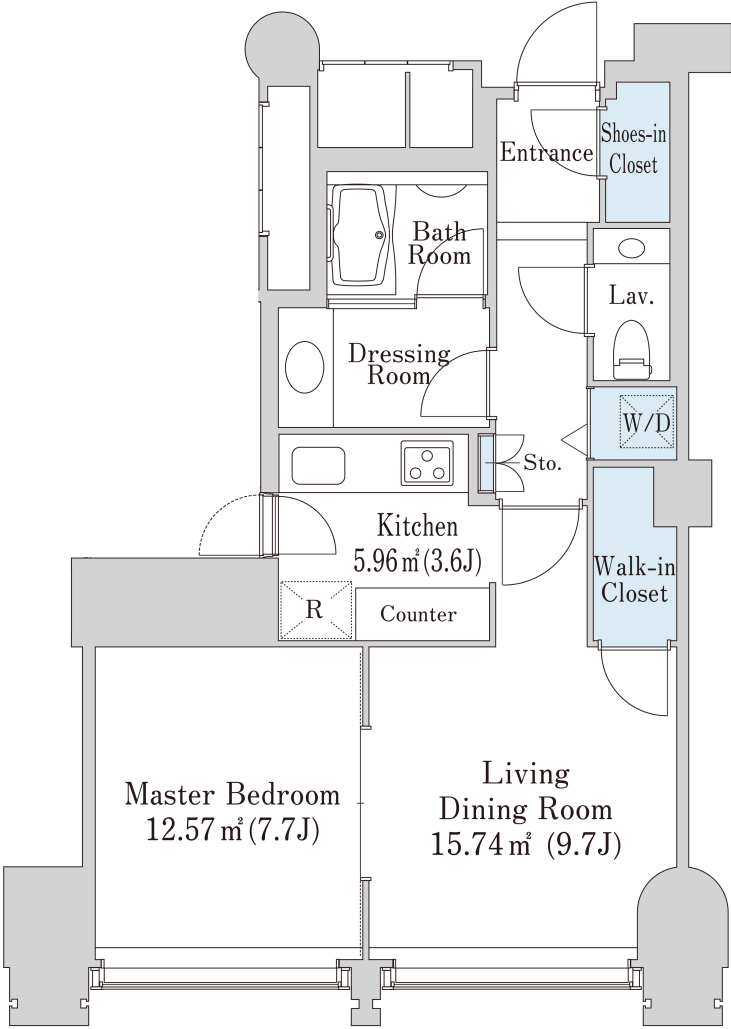 Entrance
Shoes-in
Closet
Bath
Room
Lav.
Dressing
Room
W/D
Sto.
Kitchen
5.96㎡(3.6J)
Walk-in
Closet
R
Counter
Master Bedroom
12.57㎡(7.7J)
Living
Dining Room
15.74㎡ (9.7J)